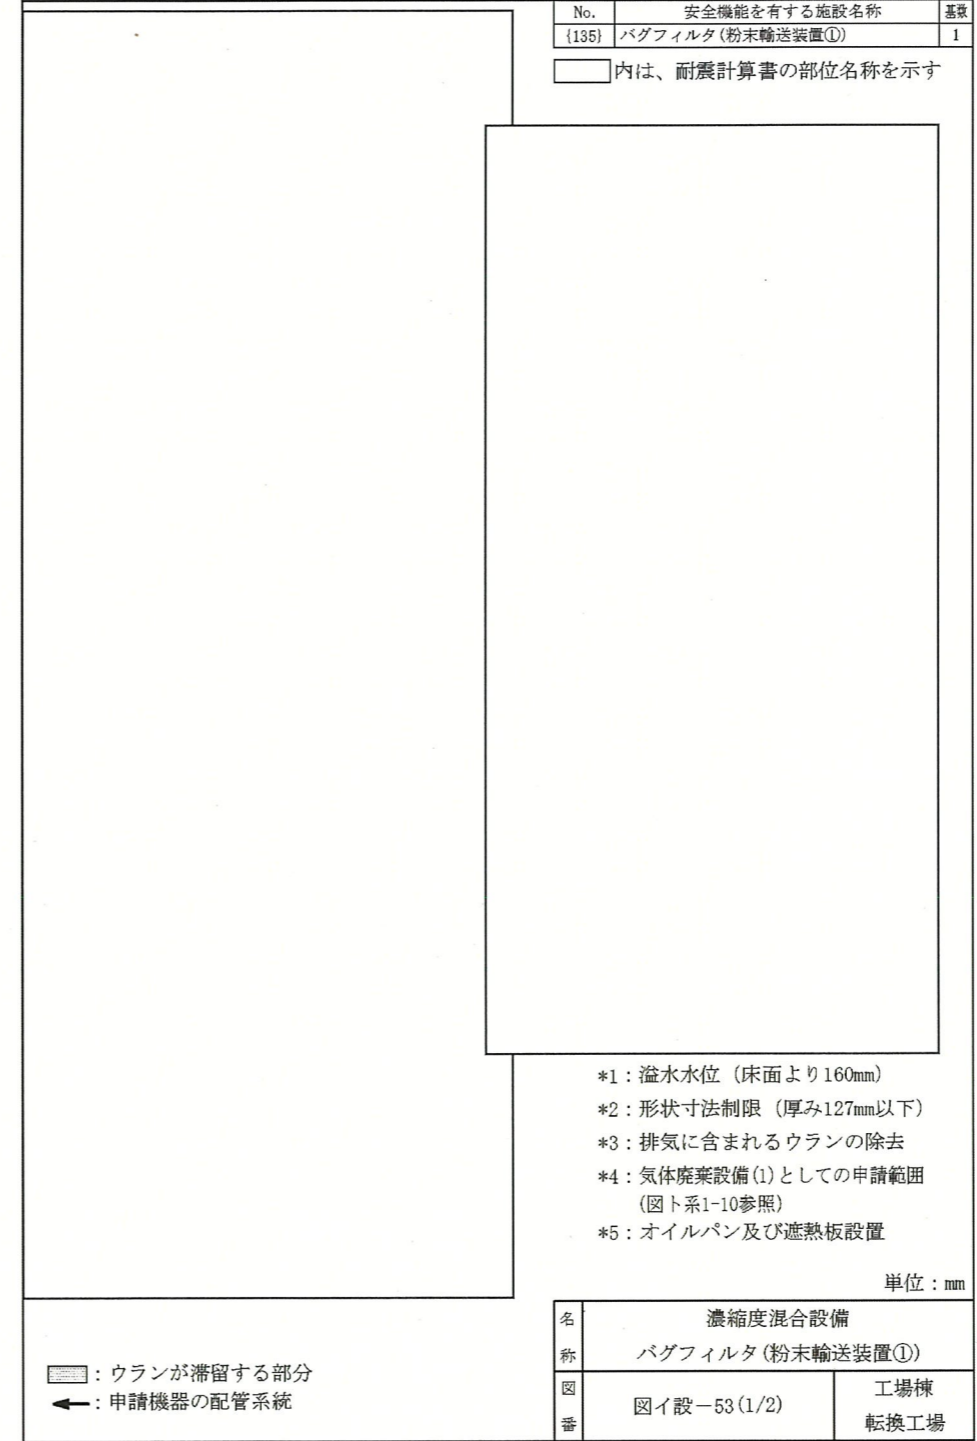 No. 安全機能を有する施設名称 基数
{135} バグフィルタ(粉末輸送装置①) 1
内は、耐震計算書の部位名称を示す
*1：溢水水位（床面より160mm）
*2：形状寸法制限（厚み127mm以下）
*3：排気に含まれるウランの除去
*4：気体廃棄設備(1)としての申請範囲
(図ト系1-10参照)
*5：オイルパン及び遮熱板設置
単位：mm
：ウランが滞留する部分
：申請機器の配管系統
名称 濃縮度混合設備
バグフィルタ(粉末輸送装置①)
図番 図イ設－53(1/2) 工場棟
転換工場